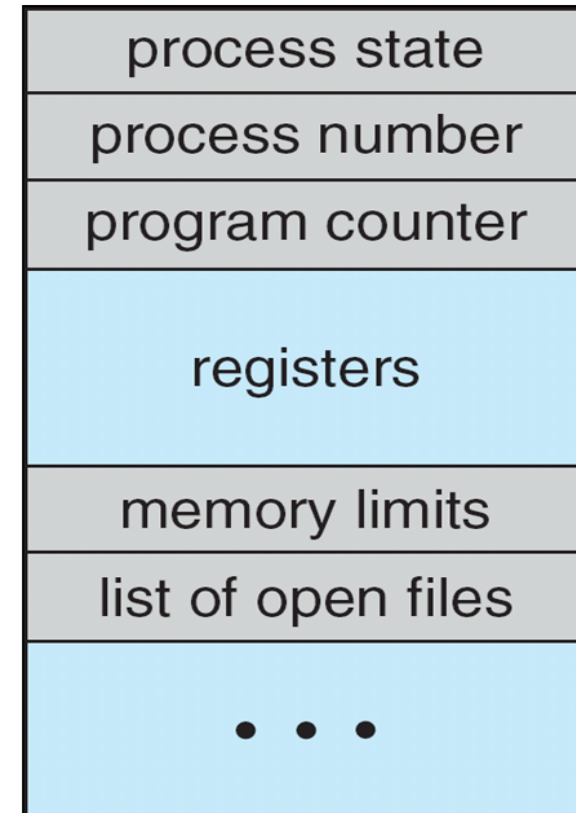 process state
process number
program counter
registers
memory limits
list of open files
• • •